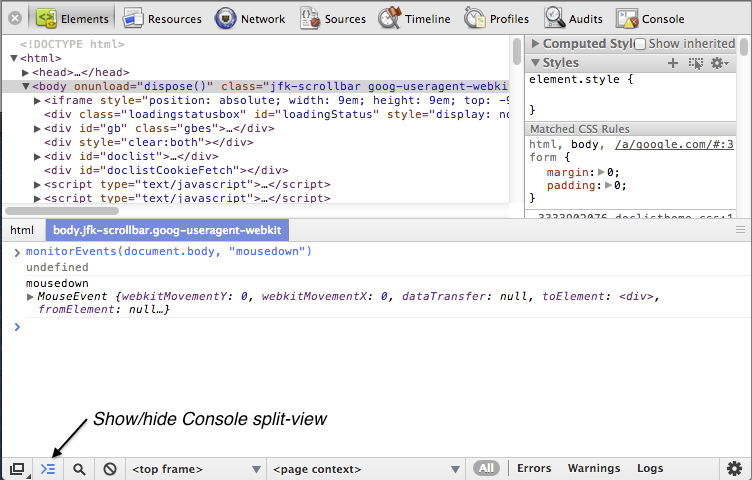 Elements Resources Network Sources Timeline Profiles Audits Console
<!DOCTYPE html>
▼<html>
▶<head>…</head>
▼<body onunload="dispose()" class="jfk-scrollbar goog-useragent-webkit
▶<iframe style="position: absolute; width: 9em; height: 9em; top: -9
<div class="loadingstatusbox" id="loadingStatus" style="display: no
▶<div id="gb" class="gbes">…</div>
<div style="clear:both"></div>
▶<div id="doclist">…</div>
<div id="doclistCookieFetch"></div>
▶<script type="text/javascript">…</script>
▶<script type="text/javascript">…</script>
▶ Computed Style Show inherited
▼ Styles
element.style {
}
Matched CSS Rules
html, body, /a/google.com/#:3
form {
margin:▶0;
padding:▶0;
}
.3333902076-doclisttheme.css:1
html body.jfk-scrollbar.goog-useragent-webkit
> monitorEvents(document.body, "mousedown")
undefined
mousedown
▶ MouseEvent {webkitMovementY: 0, webkitMovementX: 0, dataTransfer: null, toElement: <div>,
fromElement: null…}
>
Show/hide Console split-view
<top frame> ▼ <page context> ▼ All Errors Warnings Logs